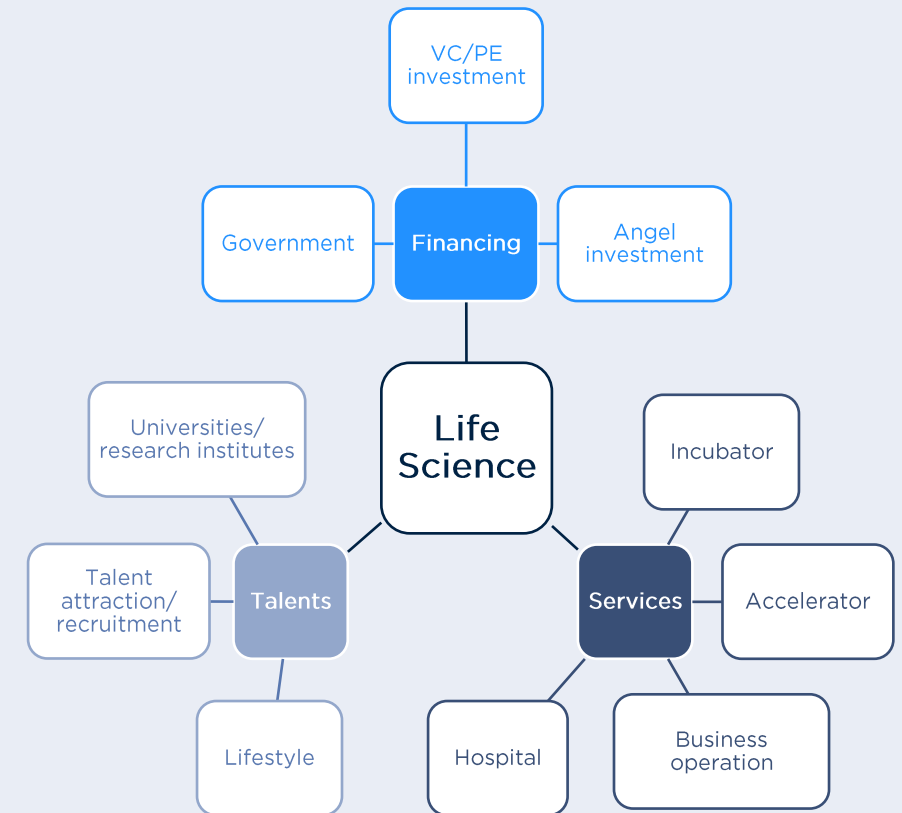 VC/PE
investment
Government
Financing
Angel
investment
Life
Science
Universities/
research institutes
Incubator
Talent
attraction/
recruitment
Talents
Services
Accelerator
Lifestyle
Hospital
Business
operation